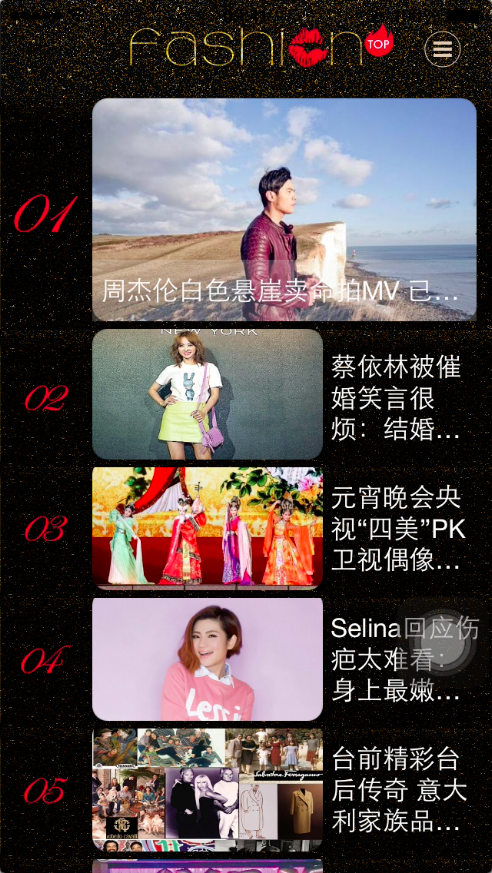 fashion
TOP
01
周杰伦白色悬崖卖命拍MV 已…
NEW YORK
02
蔡依林被催
婚笑言很
烦：结婚…
03
元宵晚会央
视“四美”PK
卫视偶像…
04
Selina回应伤
疤太难看：
身上最嫩…
05
台前精彩台
后传奇 意大
利家族品…
Salvatore Ferragamo
roberto cavalli